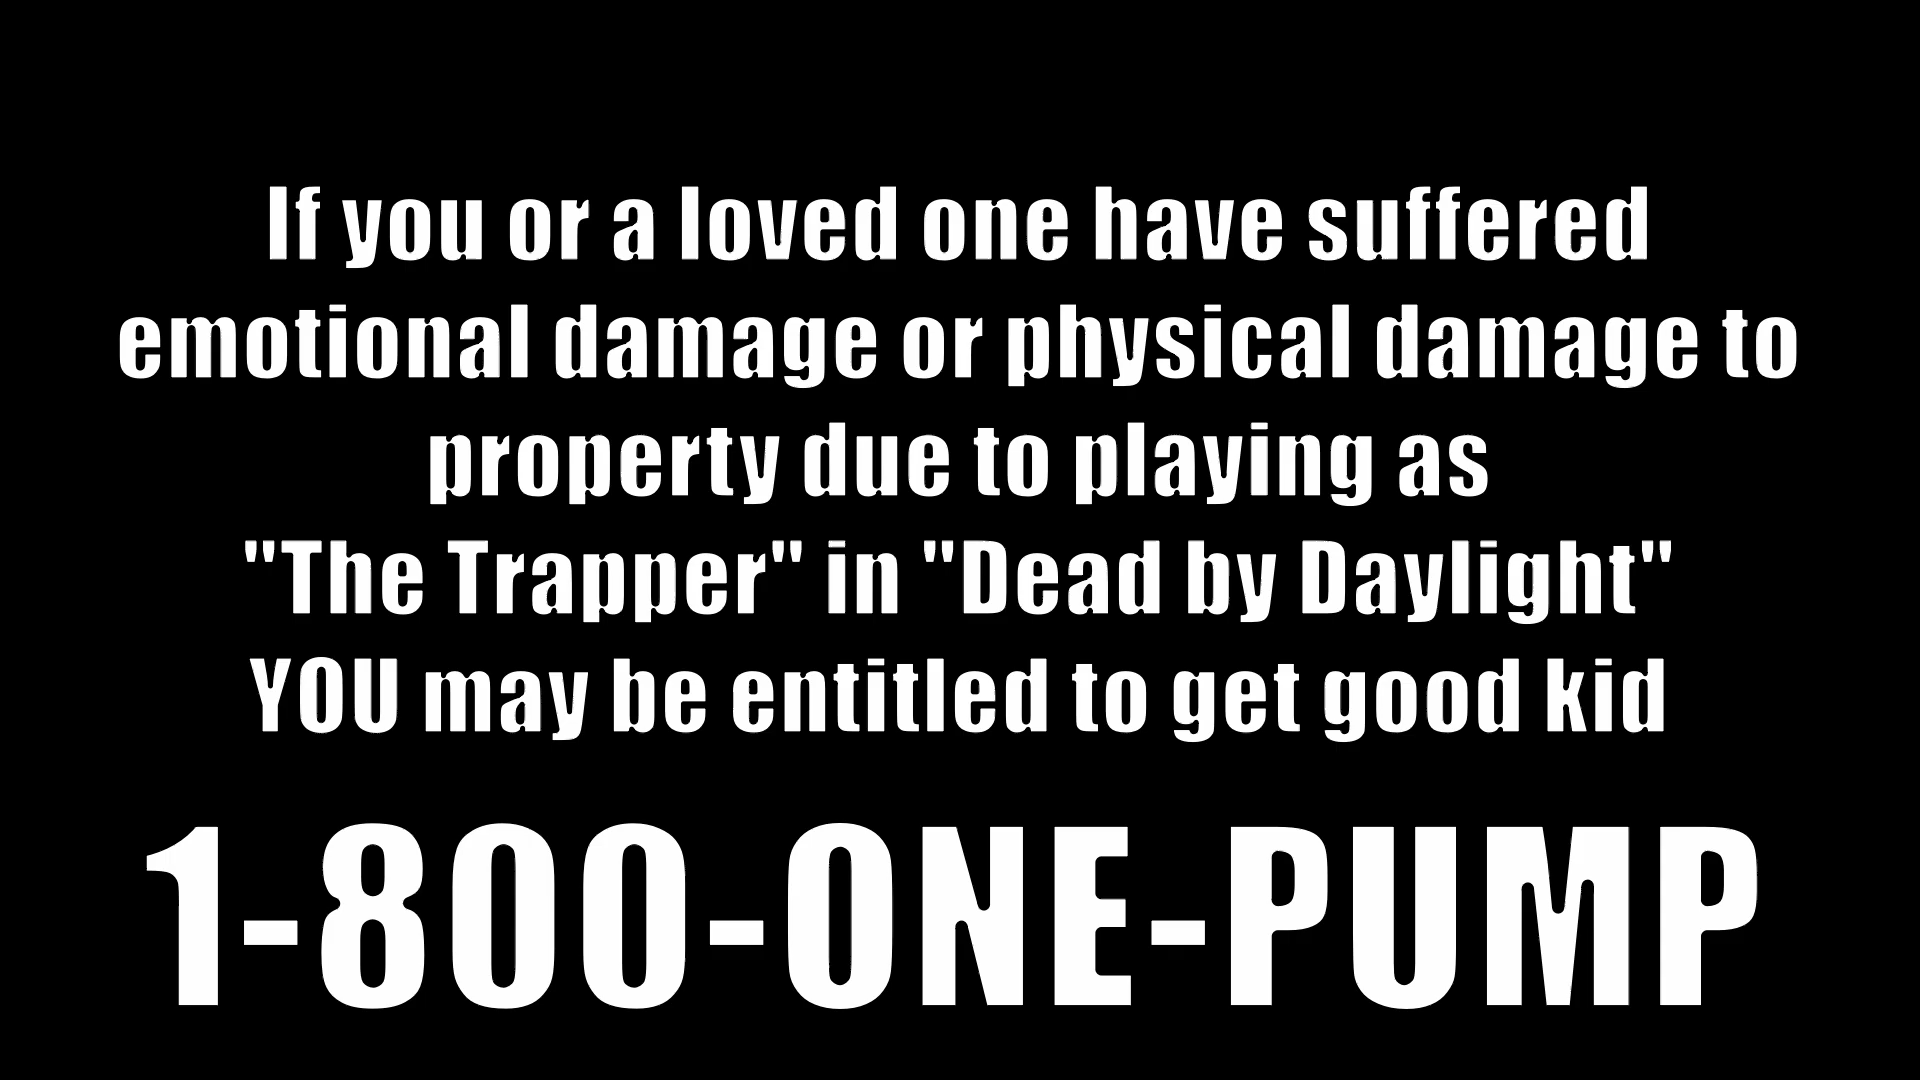 If you or a loved one have suffered
emotional damage or physical damage to
property due to playing as
"The Trapper" in "Dead by Daylight"
YOU may be entitled to get good kid
1-800-ONE-PUMP